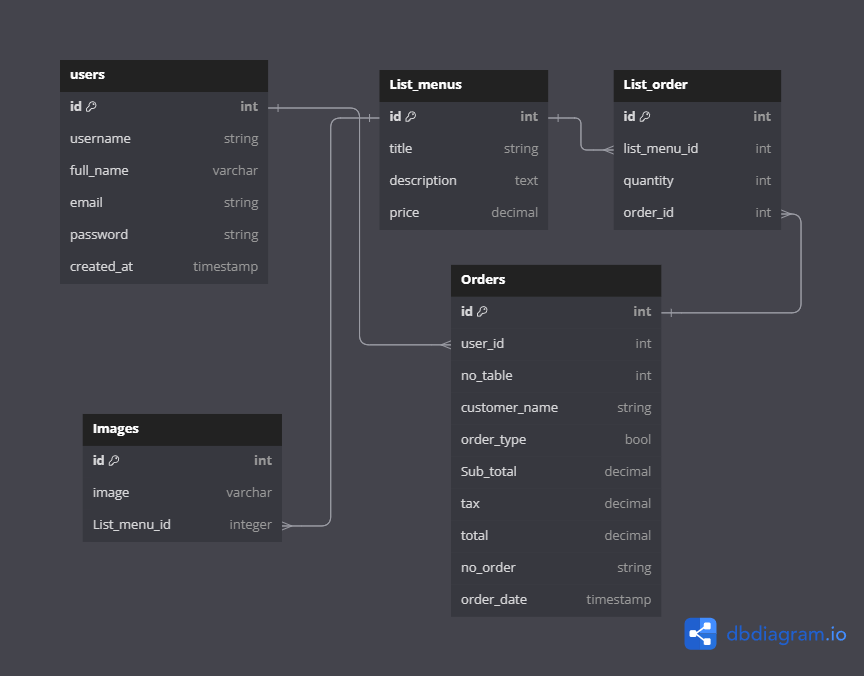 users
id int
username string
full_name varchar
email string
password string
created_at timestamp
List_menus
id int
title string
description text
price decimal
List_order
id int
list_menu_id int
quantity int
order_id int
Orders
id int
user_id int
no_table int
customer_name string
order_type bool
Sub_total decimal
tax decimal
total decimal
no_order string
order_date timestamp
Images
id int
image varchar
List_menu_id integer
dbdiagram.io